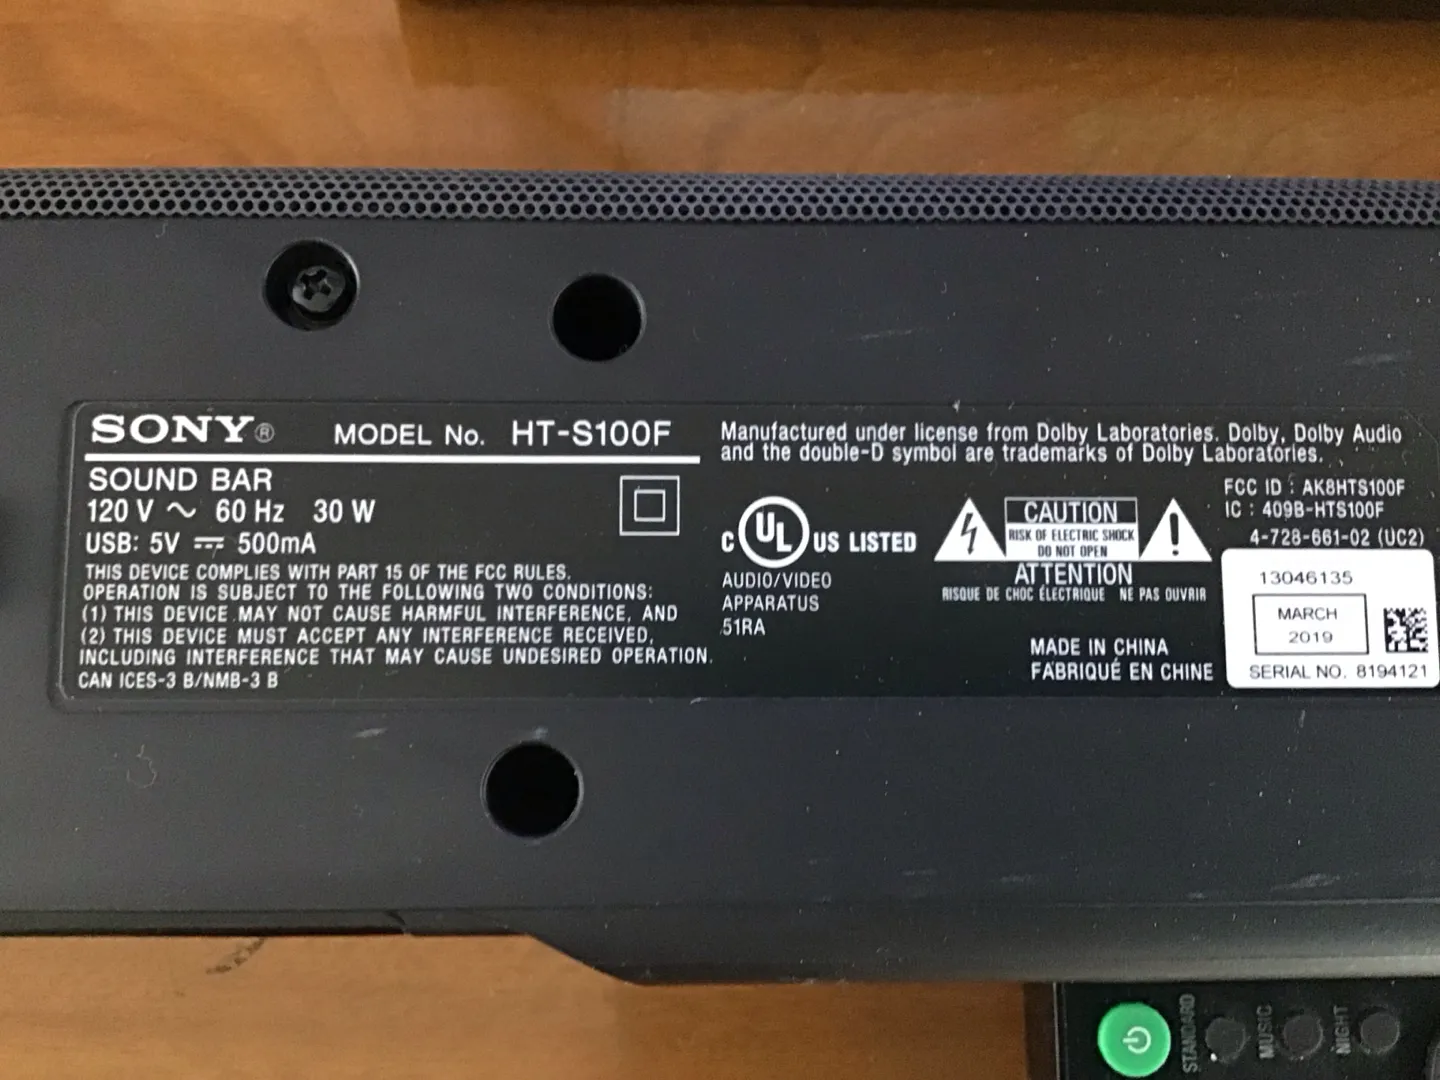 SONY® MODEL No. HT-S100F
SOUND BAR
120 V ~ 60 Hz 30 W
USB: 5V ⎓ 500mA
THIS DEVICE COMPLIES WITH PART 15 OF THE FCC RULES.
OPERATION IS SUBJECT TO THE FOLLOWING TWO CONDITIONS:
(1) THIS DEVICE MAY NOT CAUSE HARMFUL INTERFERENCE, AND
(2) THIS DEVICE MUST ACCEPT ANY INTERFERENCE RECEIVED,
INCLUDING INTERFERENCE THAT MAY CAUSE UNDESIRED OPERATION.
CAN ICES-3 B/NMB-3 B
Manufactured under license from Dolby Laboratories. Dolby, Dolby Audio
and the double-D symbol are trademarks of Dolby Laboratories.
C UL US LISTED
AUDIO/VIDEO
APPARATUS
51RA
CAUTION
RISK OF ELECTRIC SHOCK
DO NOT OPEN
ATTENTION
RISQUE DE CHOC ÉLECTRIQUE NE PAS OUVRIR
MADE IN CHINA
FABRIQUÉ EN CHINE
FCC ID : AK8HTS100F
IC : 409B-HTS100F
4-728-661-02 (UC2)
13046135
MARCH
2019
SERIAL NO. 8194121
STANDARD
MUSIC
NIGHT